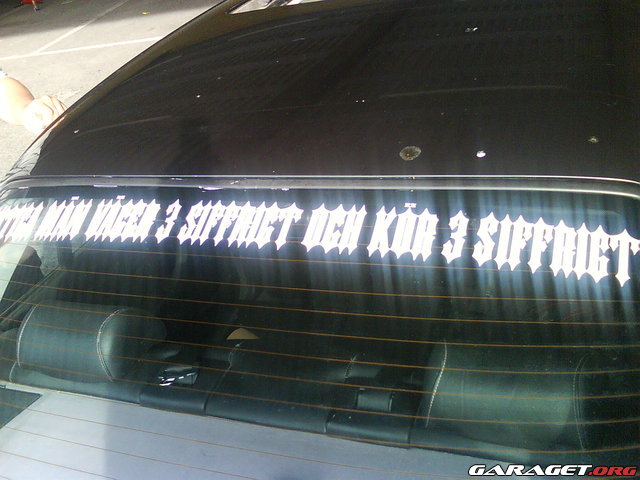 MÄN VÄGER 3 SIFFRIGT OCH KÖR 3 SIFFRIGT
GARAGET.ORG